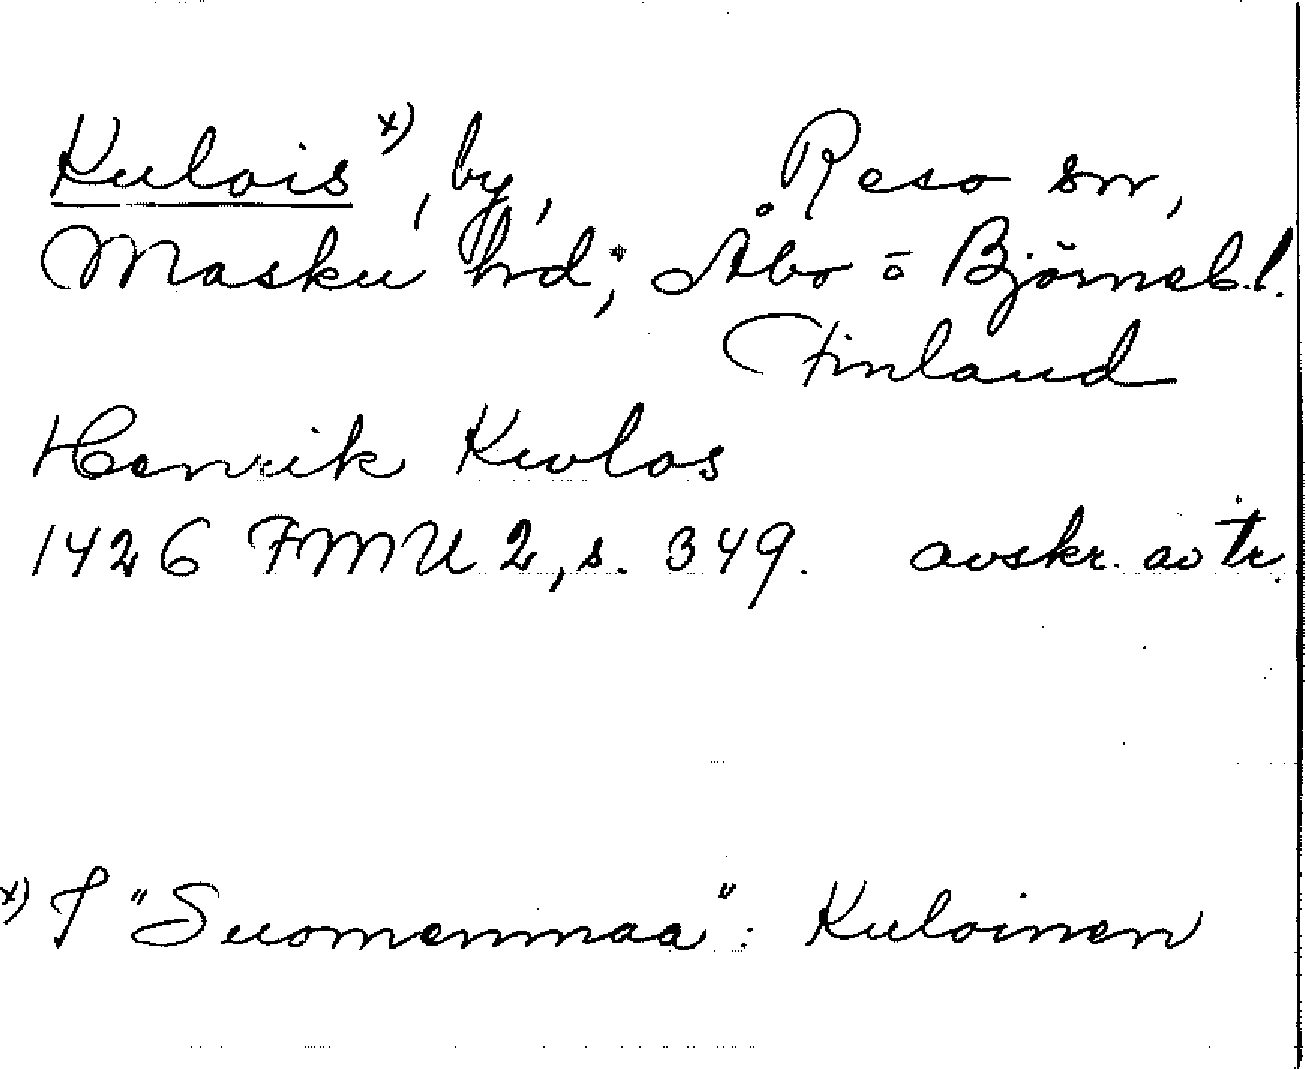 Kulois x), by, Reso sn,
Masku hd; Åbo = Björneb. l.
Finland
Henrik Kwlos
1426 FMU 2, s. 349. avskr. av tr.
x) I "Suomenmaa": Kuloinen